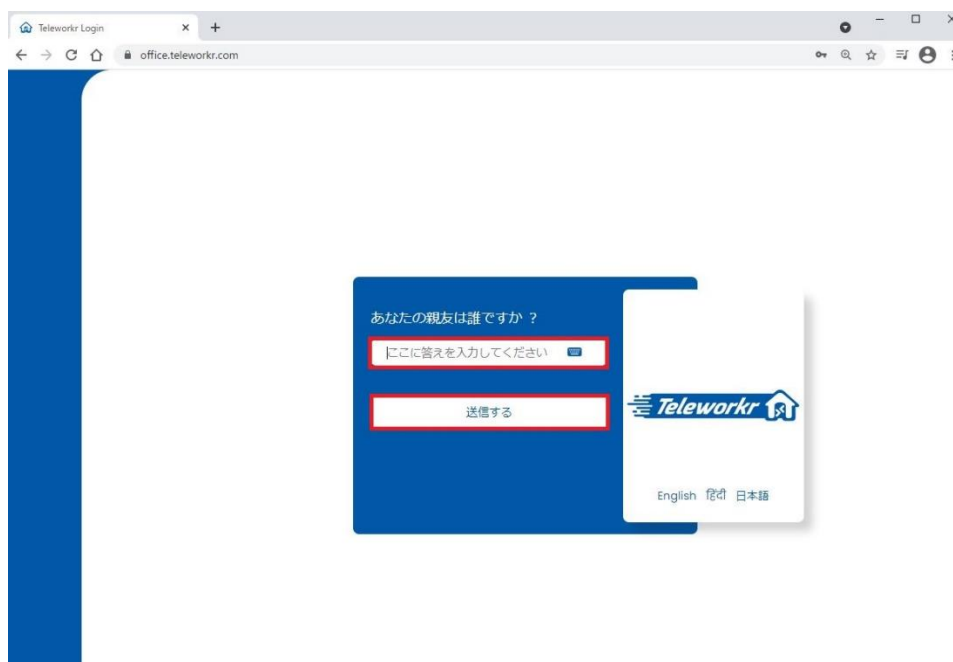 Teleworkr Login
office.teleworkr.com
あなたの親友は誰ですか ?
ここに答えを入力してください
送信する
Teleworkr
English हिंदी 日本語